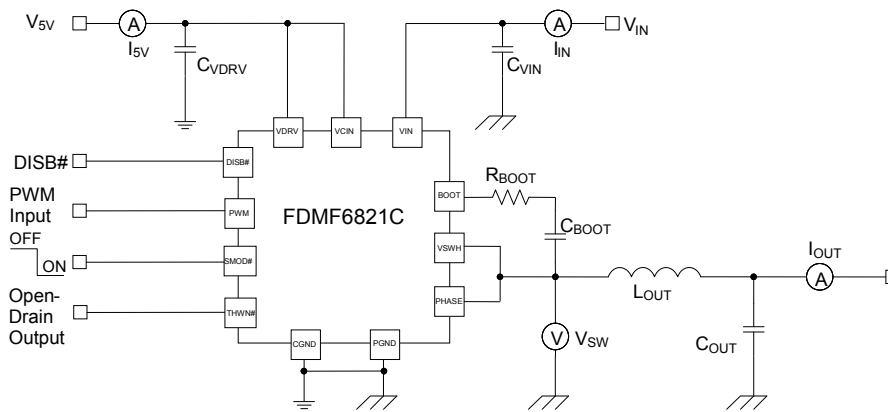 V5V
A
I5V
CVDRV
A
IIN
VIN
CVIN
VDRV
VCIN
VIN
DISB#
DISB#
PWM
Input
PWM
OFF
ON
SMOD#
Open-
Drain
Output
THWN#
FDMF6821C
BOOT
RBOOT
CBOOT
VSWH
PHASE
CGND
PGND
V
VSW
LOUT
IOUT
A
COUT